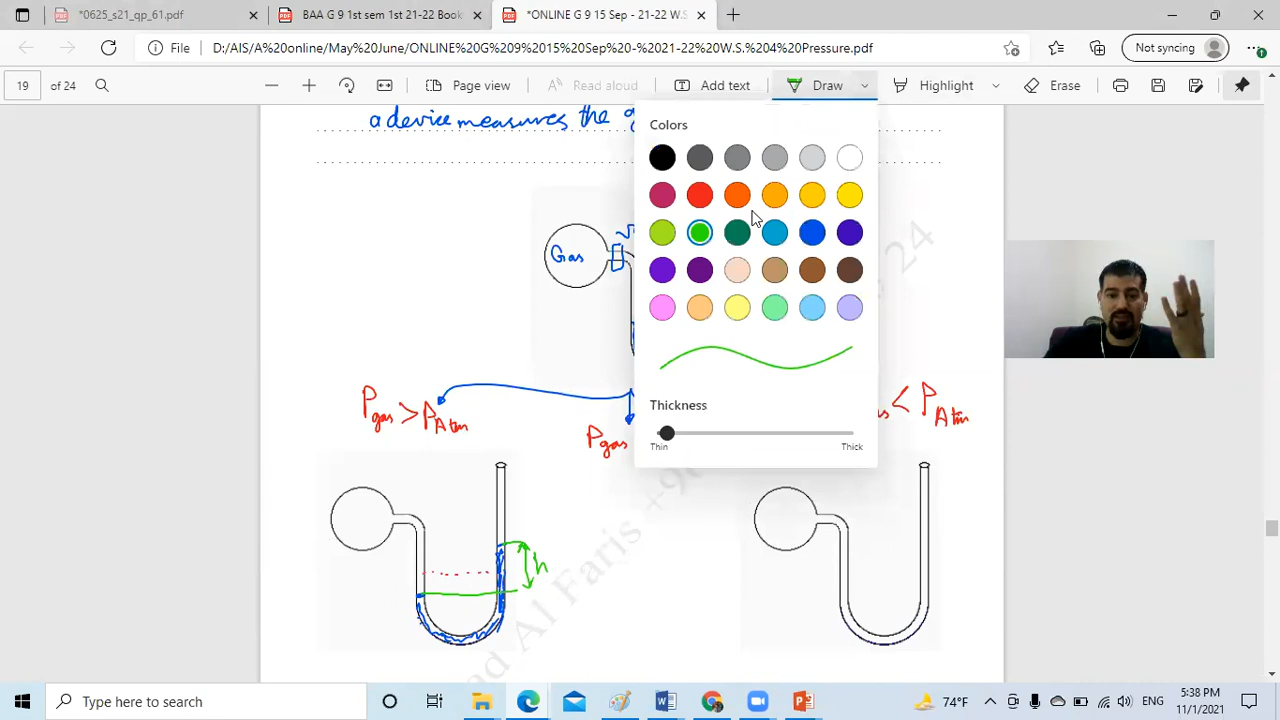 *0625_s21_qp_61.pdf
BAA G 9 1st sem 1st 21-22 Book
*ONLINE G 9 15 Sep - 21-22 W.S.
File
D:/AIS/A%20online/May%20June/ONLINE%20G%209%2015%20Sep%20-%2021-22%20W.S.%204%20Pressure.pdf
Not syncing
19 of 24
Page view
Read aloud
Add text
Draw
Highlight
Erase
a device measures the
Colors
Gas
24
Thickness
Thin
Thick
Pgas > PAtm
Pgas
< PAtm
h
Al Faris
Type here to search
74°F
ENG
5:38 PM
11/1/2021